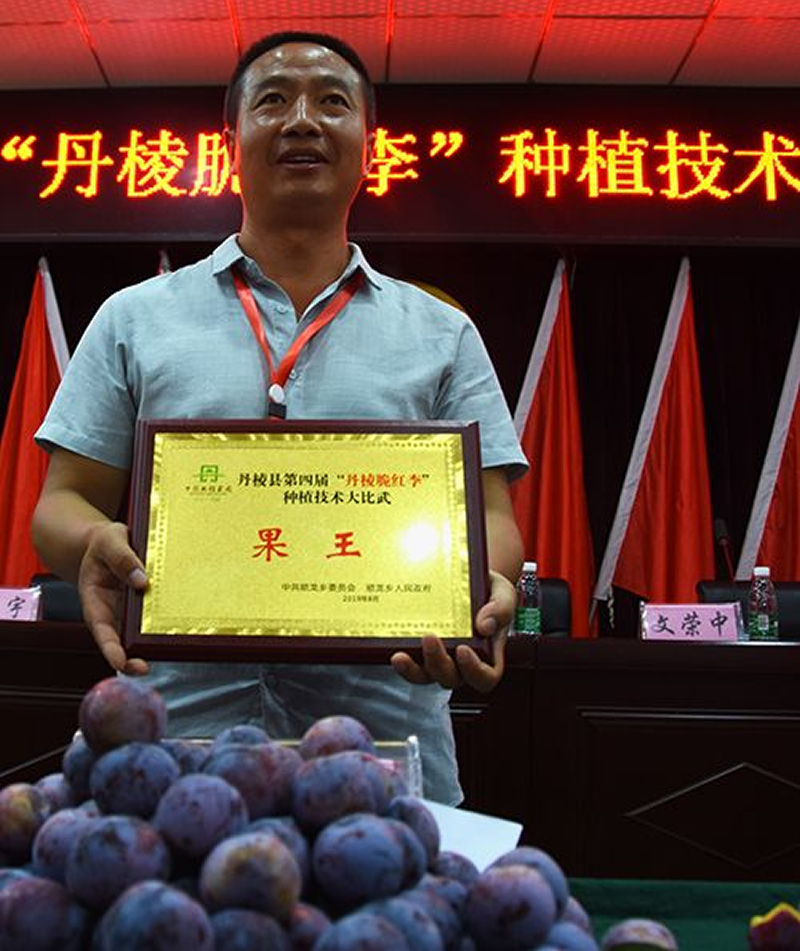 “丹棱脆李”种植技术
丹棱县第四届“丹棱脆红李”
种植技术大比武
果 王
中共顺龙乡委员会 顺龙乡人民政府
2019年8月
宇
文荣中